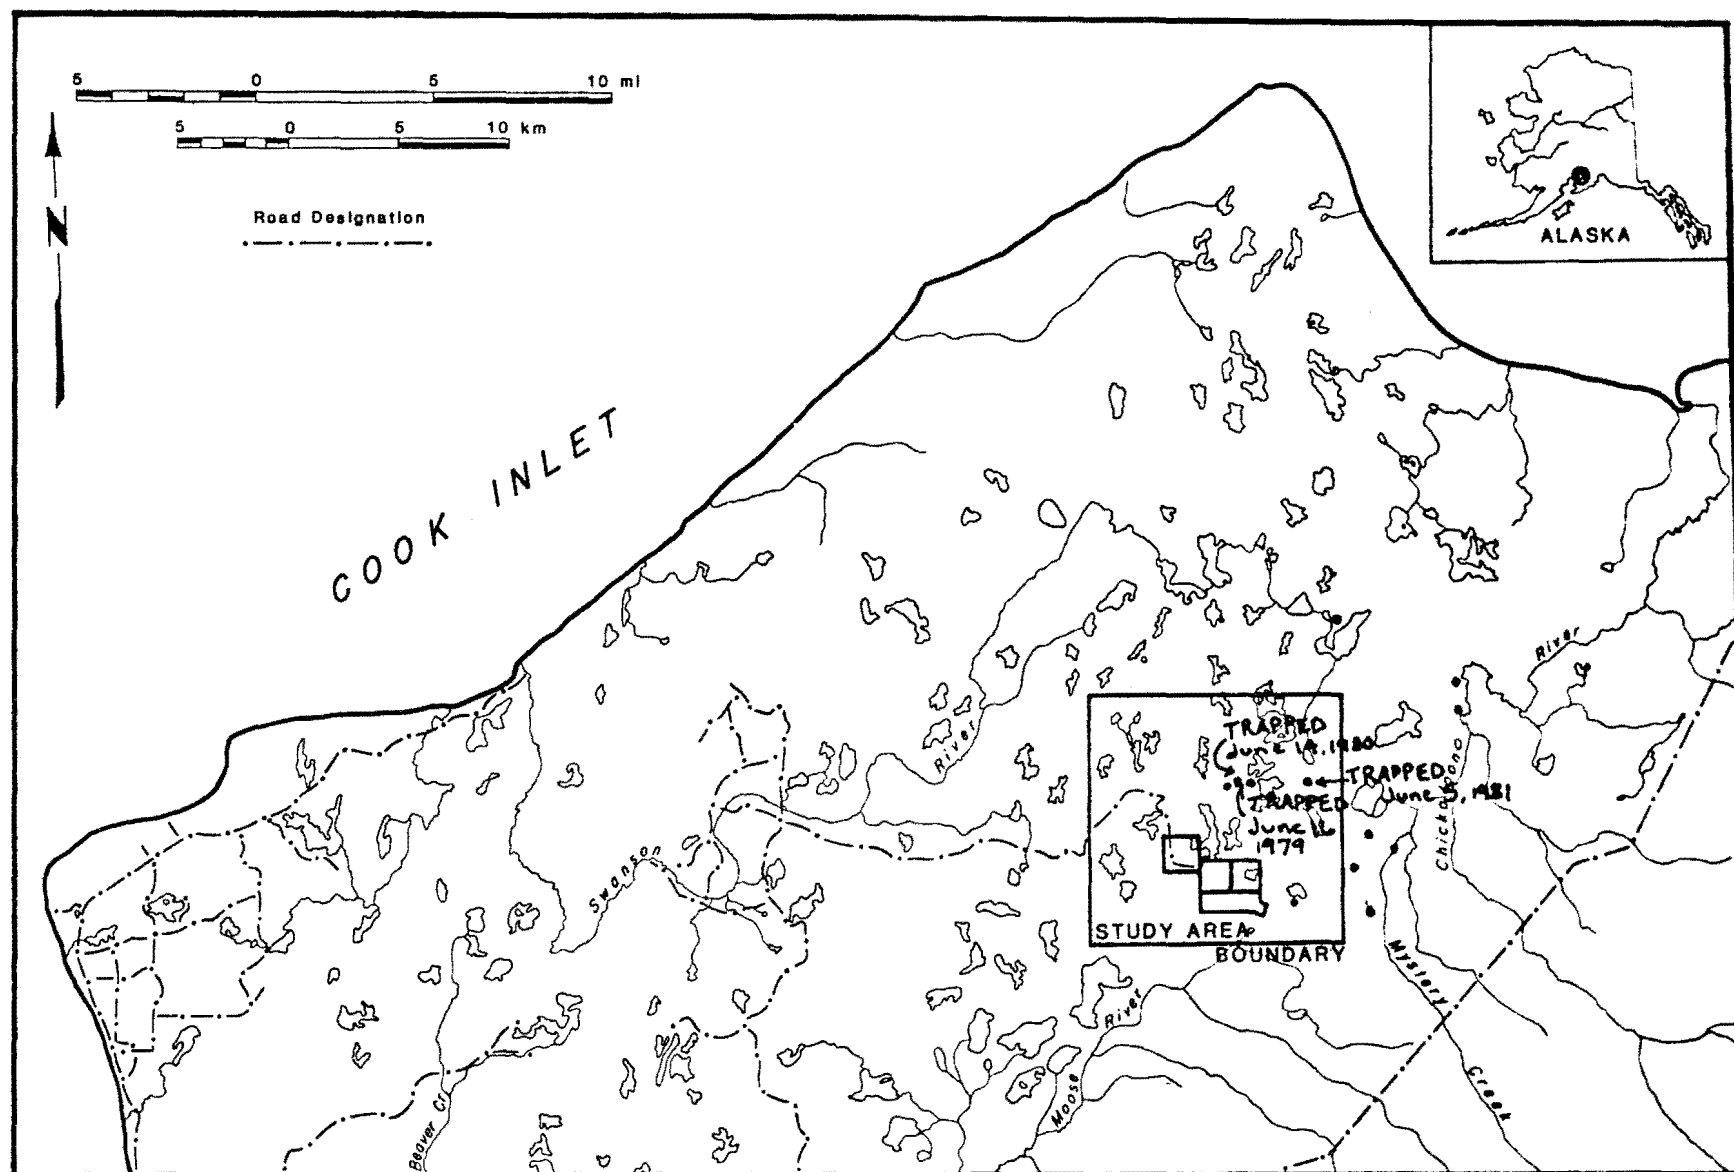 5 0 5 10 mi
5 0 5 10 km
N
Road Designation
ALASKA
COOK INLET
River
River
TRAPPED
June 14, 1980
TRAPPED
June 5, 1981
TRAPPED
June 16
1979
Chickaloona
Swanson
STUDY AREA
BOUNDARY
Mystery
Creek
River
Moose
Beaver Cr